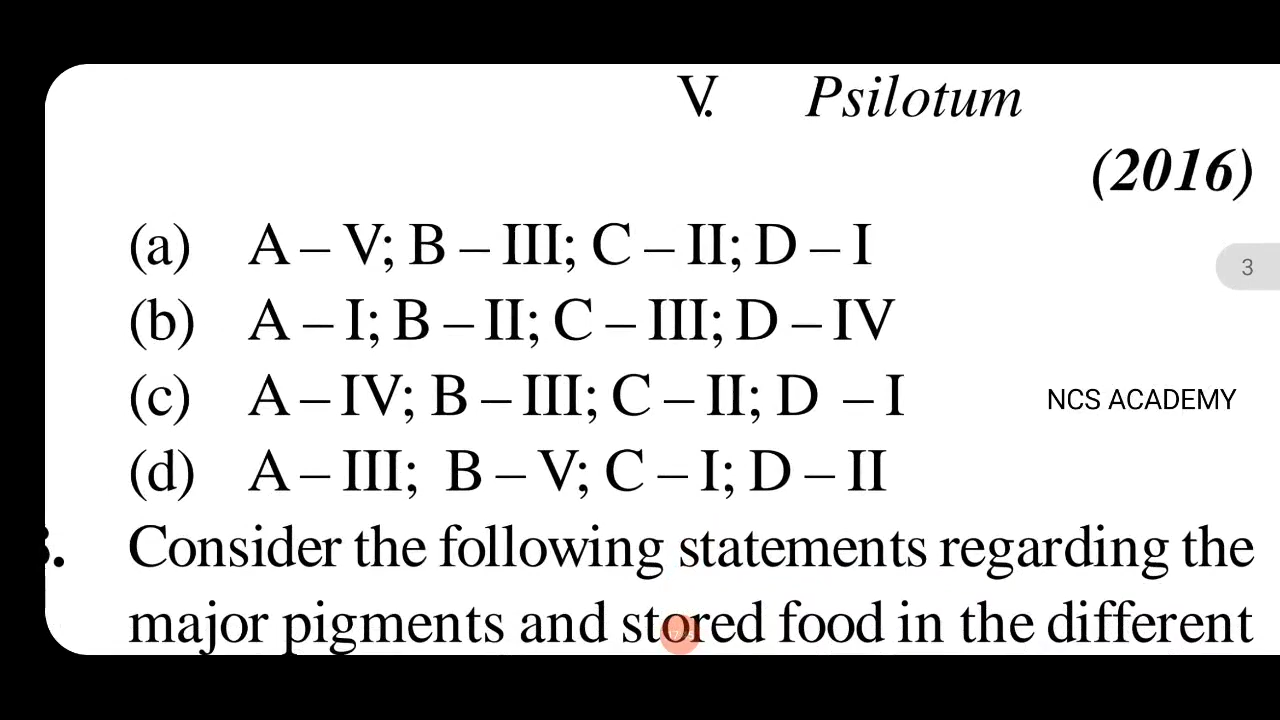 V. Psilotum
(2016)
(a) A – V; B – III; C – II; D – I
3
(b) A – I; B – II; C – III; D – IV
(c) A – IV; B – III; C – II; D – I
NCS ACADEMY
(d) A – III; B – V; C – I; D – II
Consider the following statements regarding the
major pigments and stored food in the different